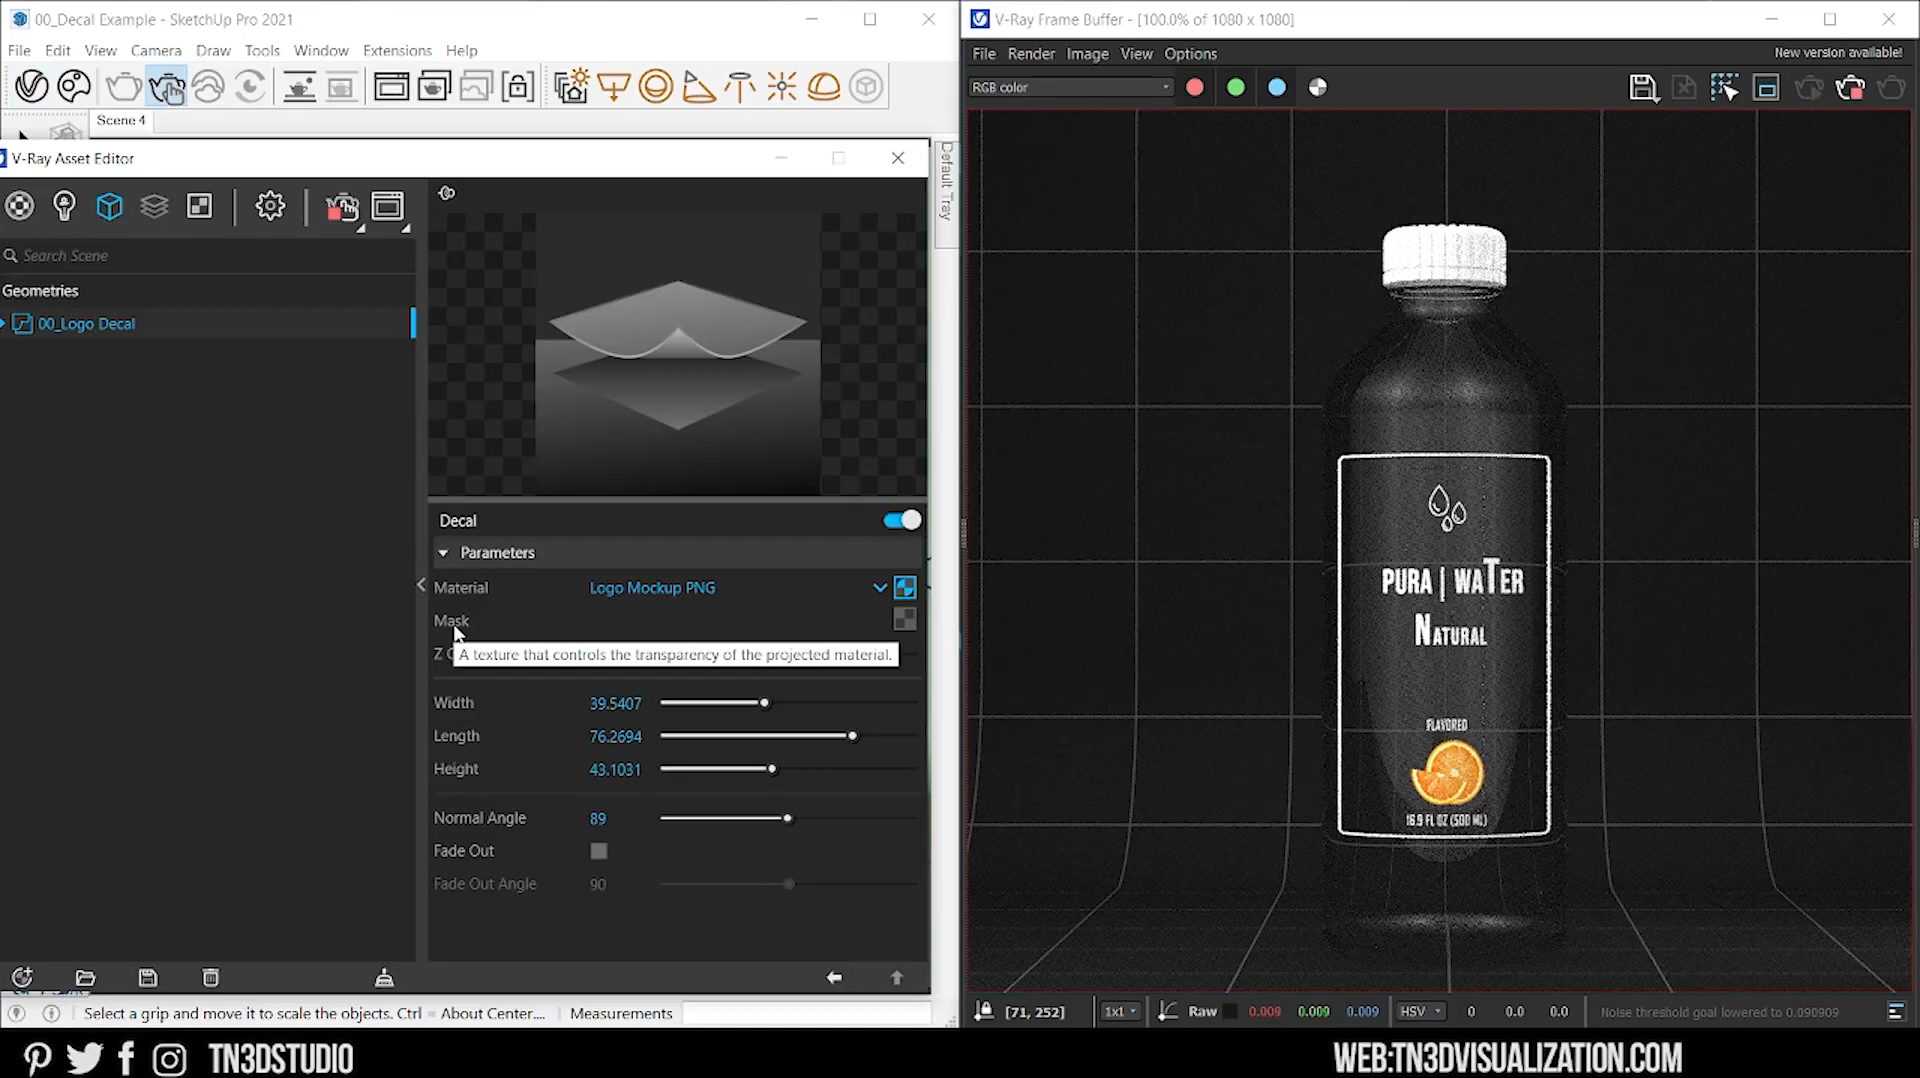 00_Decal Example - SketchUp Pro 2021
File Edit View Camera Draw Tools Window Extensions Help
Scene 4
V-Ray Asset Editor
Search Scene
Geometries
00_Logo Decal
Decal
Parameters
Material Logo Mockup PNG
Mask
Z
A texture that controls the transparency of the projected material.
Width 39.5407
Length 76.2694
Height 43.1031
Normal Angle 89
Fade Out
Fade Out Angle 90
Select a grip and move it to scale the objects. Ctrl = About Center.... Measurements
Default Tray
V-Ray Frame Buffer - [100.0% of 1080 x 1080]
File Render Image View Options
New version available!
RGB color
PURA | WATER
NATURAL
FLAVORED
16.9 FL OZ (500 ML)
[71, 252] 1x1 Raw 0.009 0.009 0.009 HSV 0 0.0 0.0 Noise threshold goal lowered to 0.090909
TN3DSTUDIO
WEB:TN3DVISUALIZATION.COM